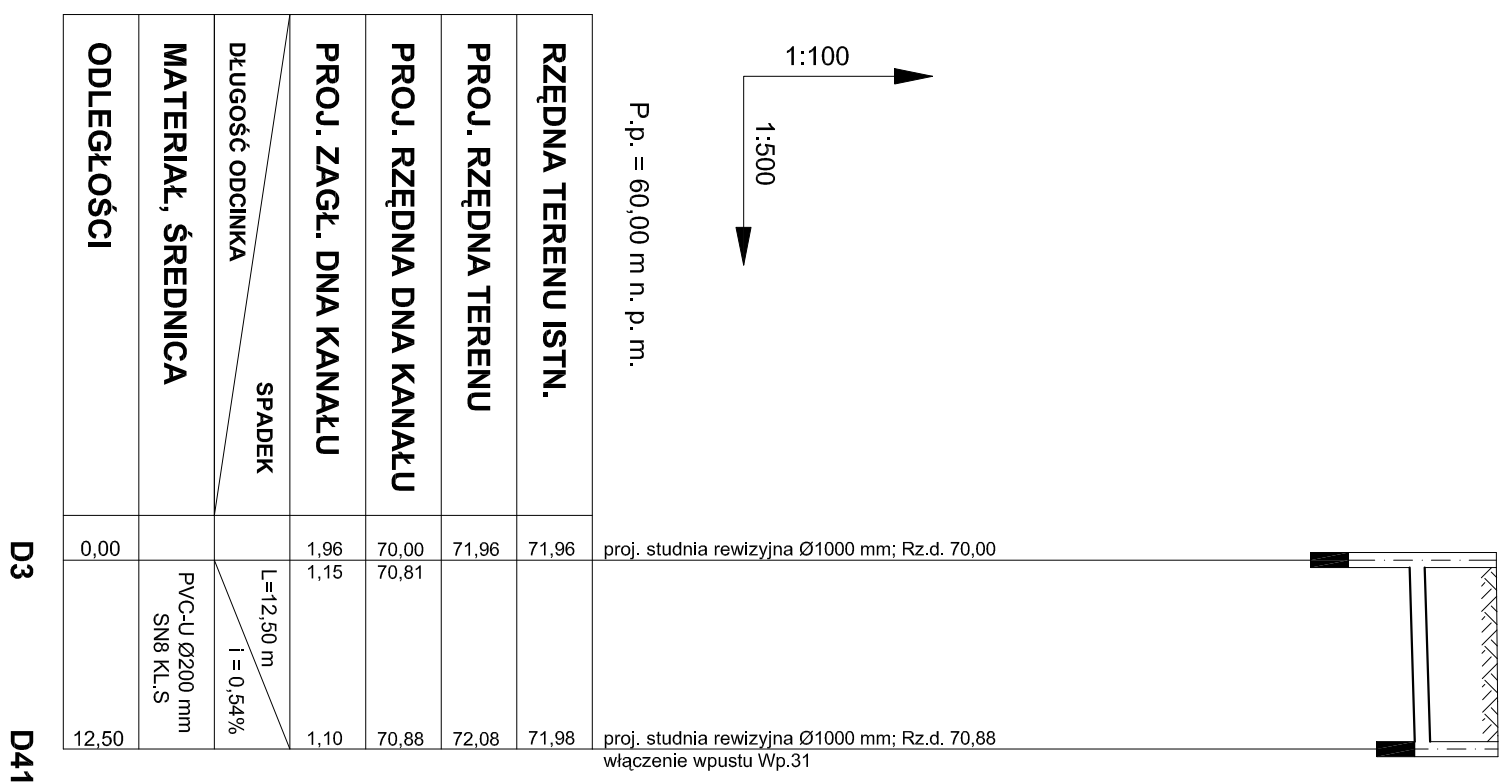 1:100
1:500
P.p. = 60,00 m n. p. m.
RZĘDNA TERENU ISTN.
PROJ. RZĘDNA TERENU
PROJ. RZĘDNA DNA KANAŁU
PROJ. ZAGŁ. DNA KANAŁU
DŁUGOŚĆ ODCINKA
SPADEK
MATERIAŁ, ŚREDNICA
ODLEGŁOŚCI
D3
0,00
1,96
70,00
71,96
71,96
proj. studnia rewizyjna Ø1000 mm; Rz.d. 70,00
1,15
70,81
L=12,50 m
i = 0,54%
PVC-U Ø200 mm
SN8 KL.S
D41
12,50
1,10
70,88
72,08
71,98
proj. studnia rewizyjna Ø1000 mm; Rz.d. 70,88
włączenie wpustu Wp.31